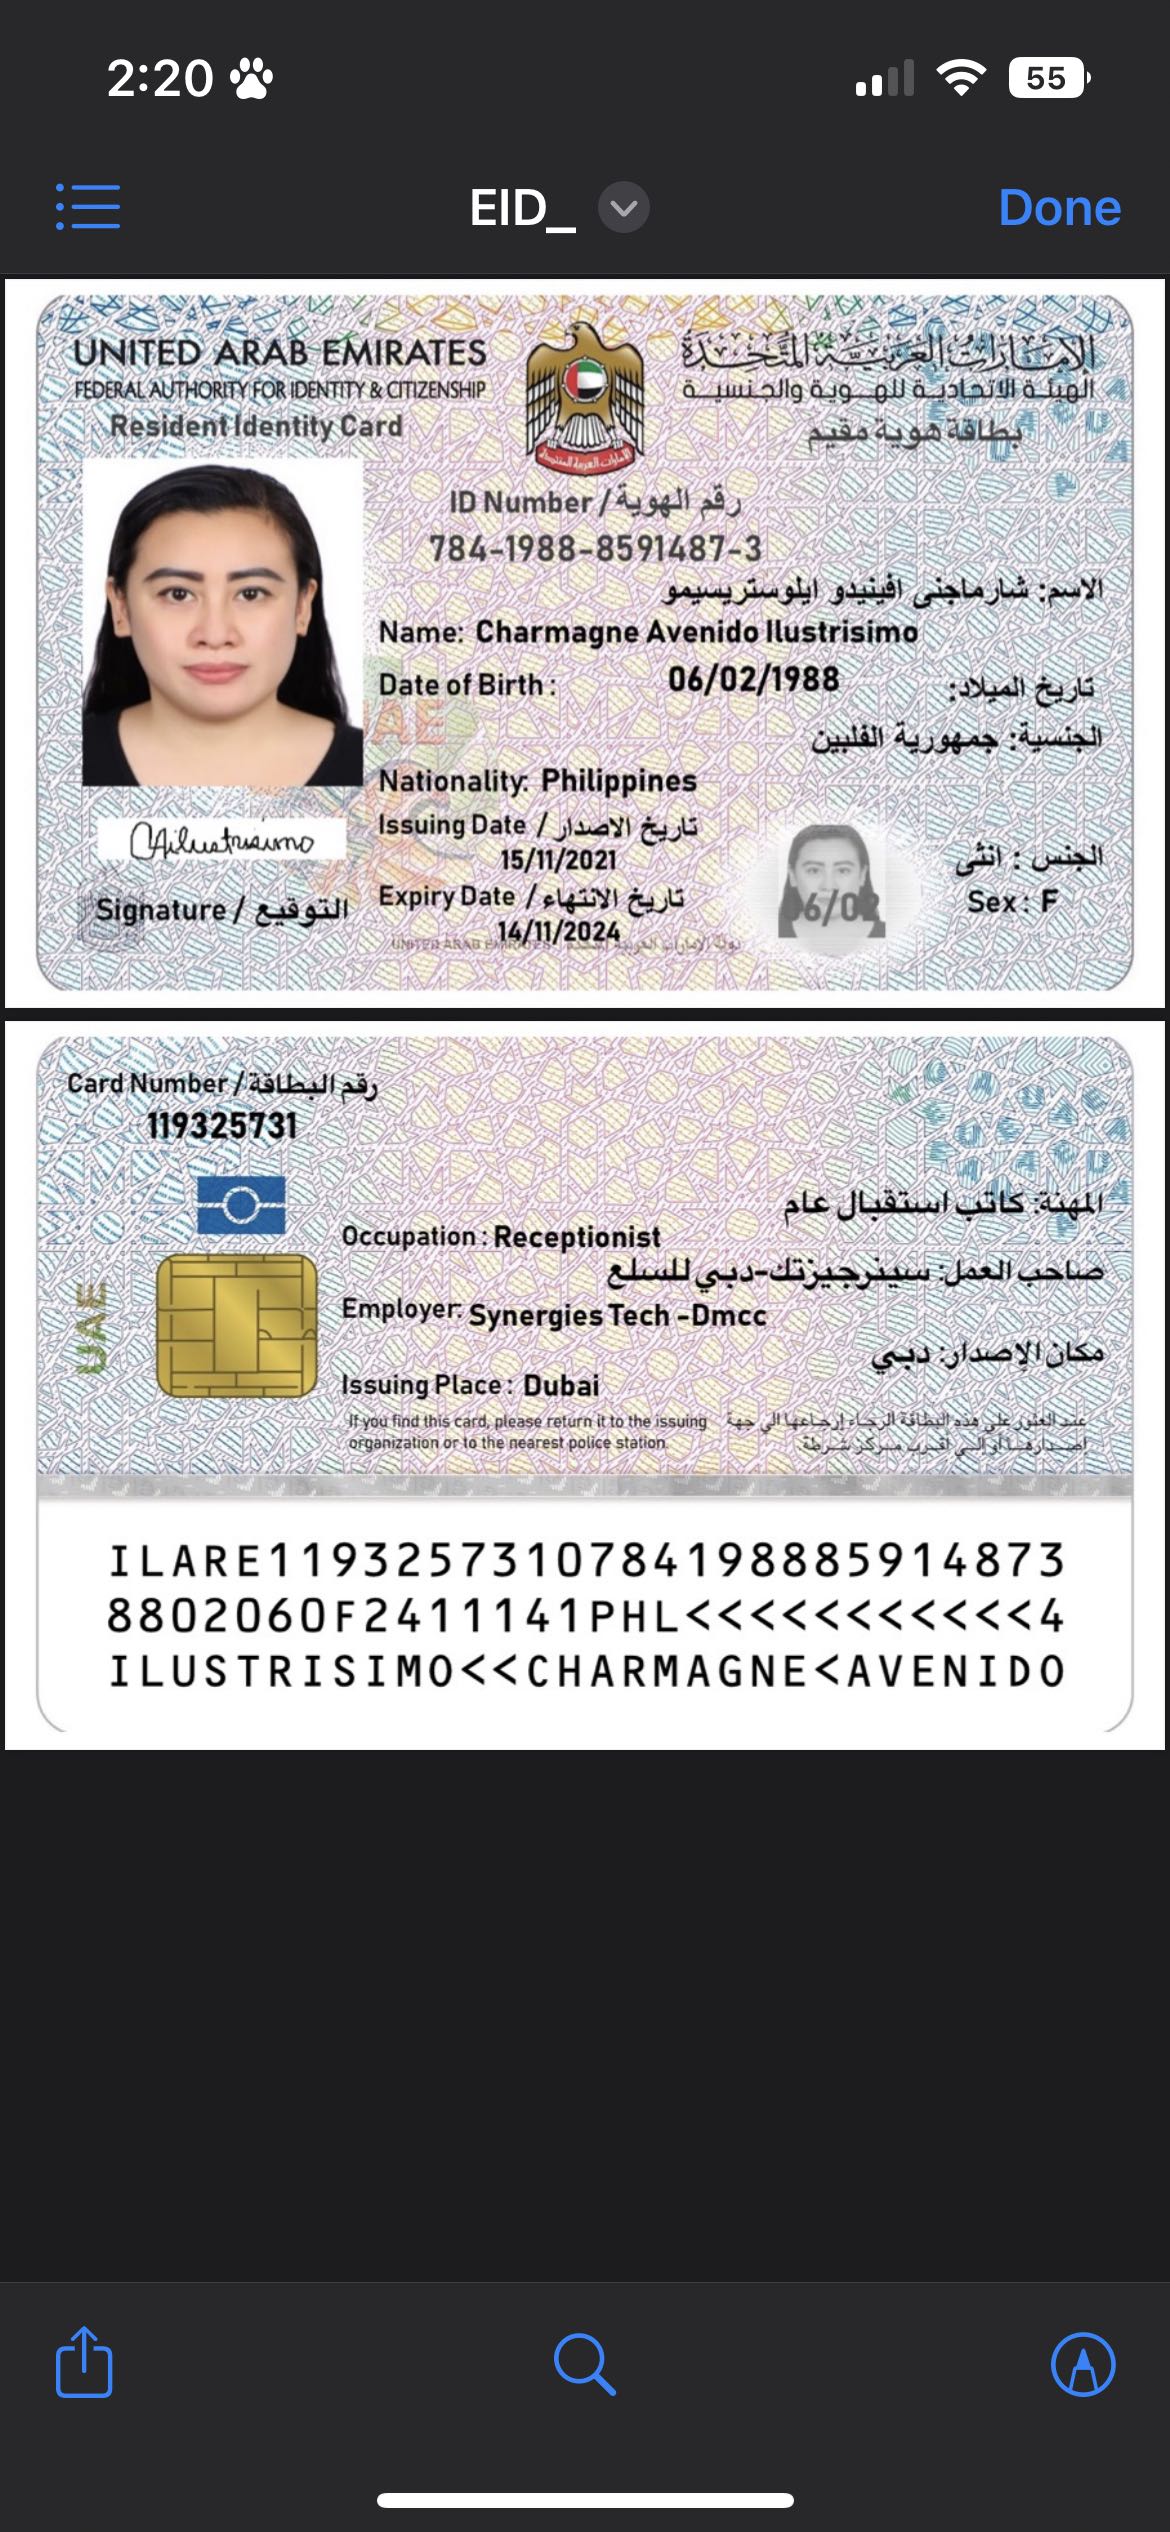 2:20
55
EID_
Done
UNITED ARAB EMIRATES
الإمارات العربية المتحدة
FEDERAL AUTHORITY FOR IDENTITY & CITIZENSHIP
الهيئة الاتحادية للهوية والجنسية
Resident Identity Card
بطاقة هوية مقيم
ID Number / رقم الهوية
784-1988-8591487-3
الاسم: شارماجنى افينيدو ايلوستريسيمو
Name: Charmagne Avenido Ilustrisimo
Date of Birth : 06/02/1988 تاريخ الميلاد:
الجنسية: جمهورية الفلبين
Nationality: Philippines
Issuing Date / تاريخ الاصدار
15/11/2021
الجنس : انثى
Expiry Date / تاريخ الانتهاء
Sex: F
14/11/2024
Signature / التوقيع
UNITED ARAB EMIRATES
UAE
Card Number / رقم البطاقة
119325731
المهنة: كاتب استقبال عام
Occupation : Receptionist
صاحب العمل: سينرجيزتك-دبي للسلع
Employer: Synergies Tech -Dmcc
مكان الإصدار: دبي
Issuing Place : Dubai
UAE
If you find this card, please return it to the issuing
organization or to the nearest police station.
عند العثور على هذه البطاقة الرجاء إرجاعها الي جهة
اصدارها أو الي أقرب مركز شرطة
ILARE1193257310784198885914873
8802060F2411141PHL<<<<<<<<<<<4
ILUSTRISIMO<<CHARMAGNE<AVENIDO